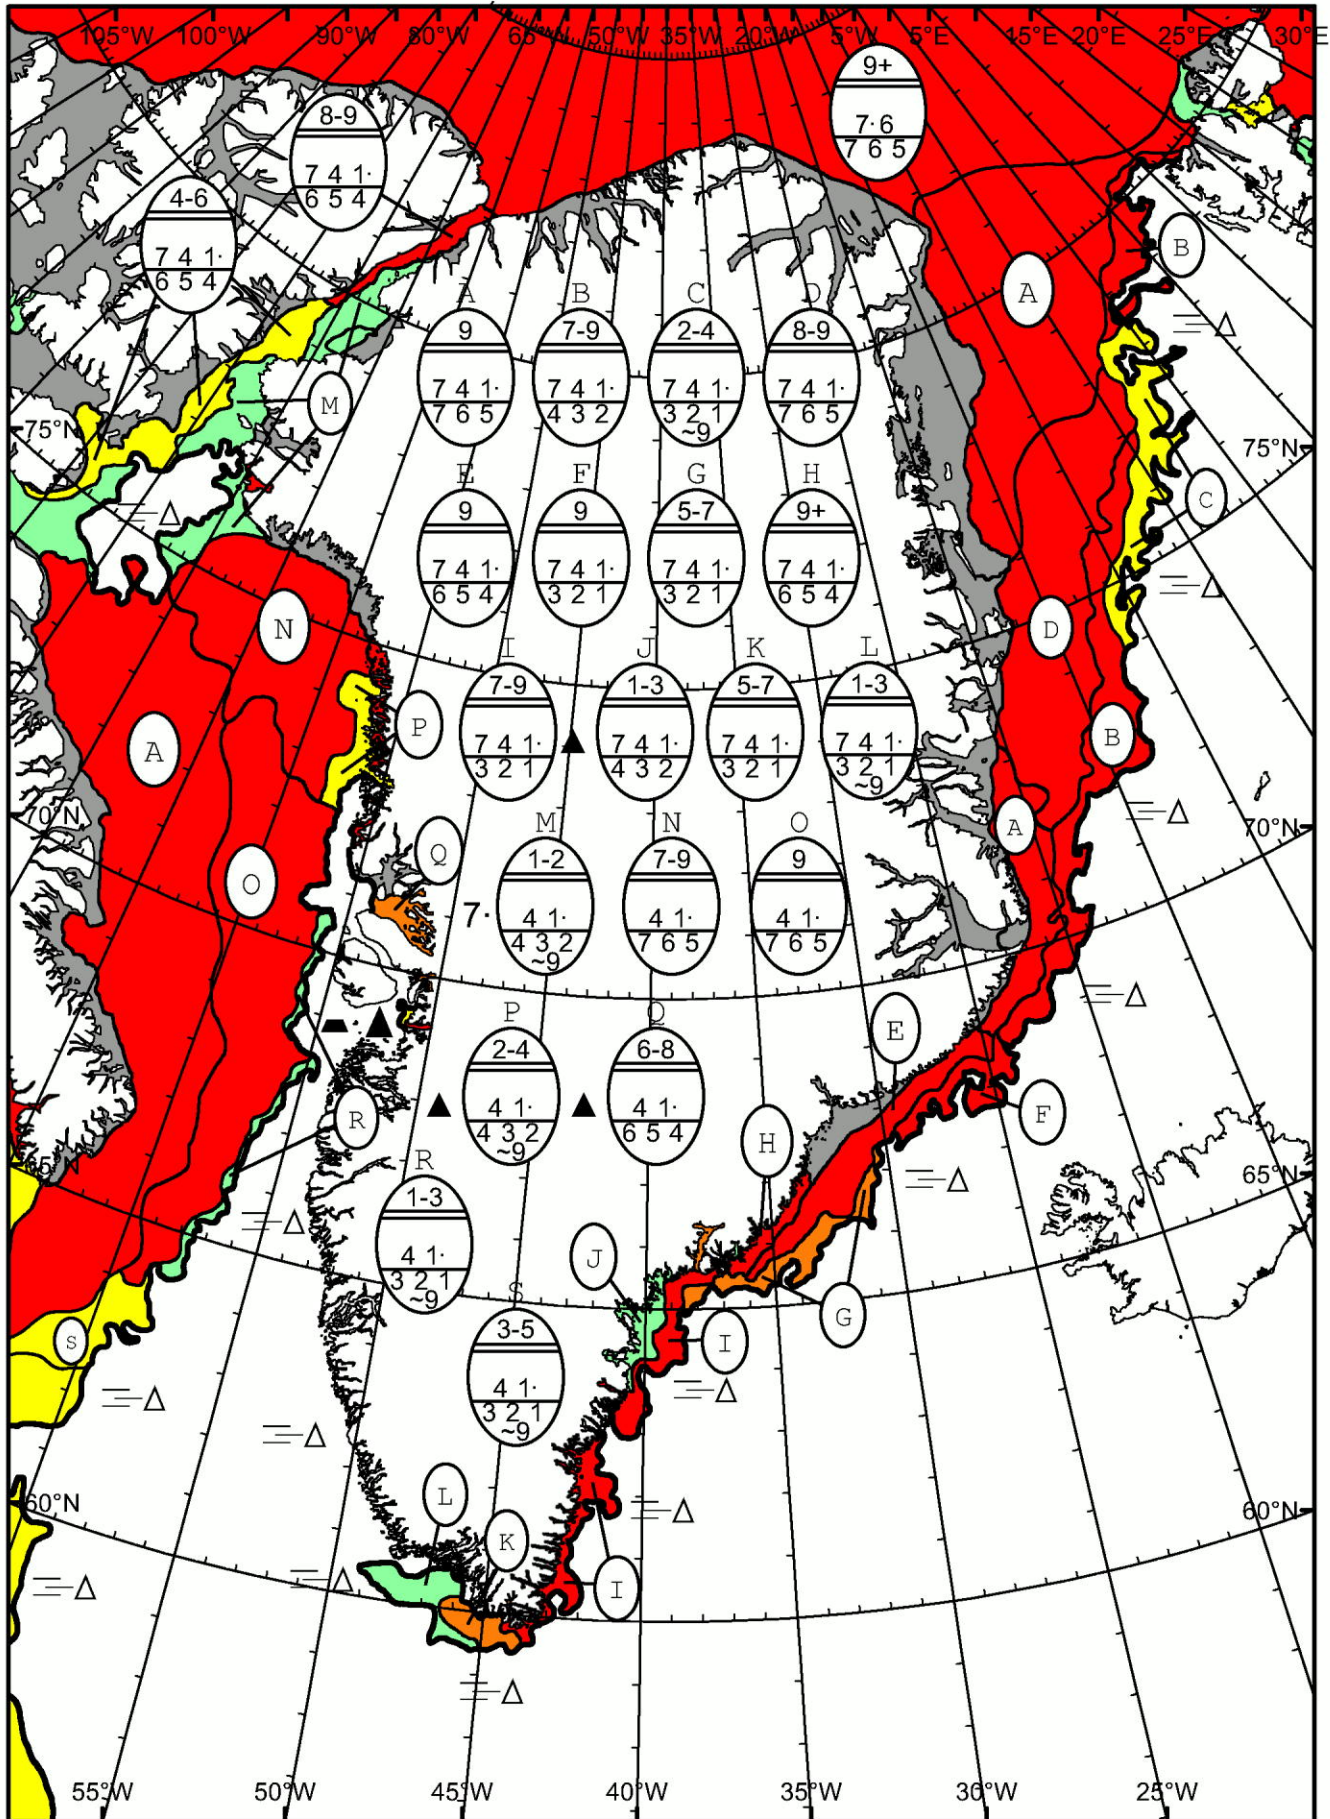 105°W 100°W 90°W 80°W 65°W 50°W 35°W 20°W 5°W 5°E 15°E 20°E 25°E 30°E
9+
7· 6
7 6 5
8-9
7 4 1·
6 5 4
4-6
7 4 1·
6 5 4
B
A
A B C D
9 7-9 2-4 8-9
7 4 1· 7 4 1· 7 4 1· 7 4 1·
7 6 5 4 3 2 3 2 1 7 6 5
~9
M
75°N 75°N
E F G H
9 9 5-7 9+
7 4 1· 7 4 1· 7 4 1· 7 4 1·
6 5 4 3 2 1 3 2 1 6 5 4
C
N
D
I J K L
7-9 1-3 5-7 1-3
7 4 1· 7 4 1· 7 4 1· 7 4 1·
3 2 1 4 3 2 3 2 1 3 2 1
~9
P
A
B
70°N 70°N
M N O
1-2 7-9 9
7· 4 1· 4 1· 4 1·
4 3 2 7 6 5 7 6 5
~9
A
Q
O
P Q
2-4 6-8
4 1· 4 1·
4 3 2 6 5 4
~9
E
F
R
H
65°N 65°N
R
1-3
4 1·
3 2 1
~9
J
S
3-5
4 1·
3 2 1
~9
G
I
S
L
60°N 60°N
K
I
55°W 50°W 45°W 40°W 35°W 30°W 25°W